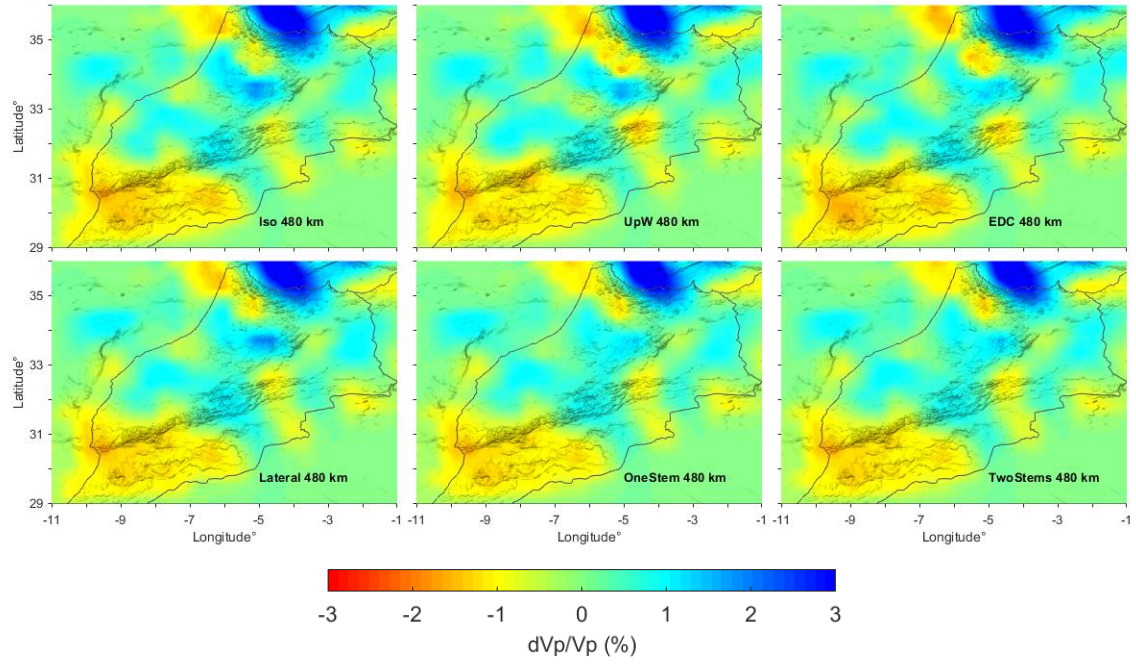 35
33
31
29
Latitude°
Iso 480 km
UpW 480 km
EDC 480 km
35
33
31
29
Latitude°
Lateral 480 km
OneStem 480 km
TwoStems 480 km
-11 -9 -7 -5 -3 -1 -11 -9 -7 -5 -3 -1 -11 -9 -7 -5 -3 -1
Longitude° Longitude° Longitude°
-3 -2 -1 0 1 2 3
dVp/Vp (%)